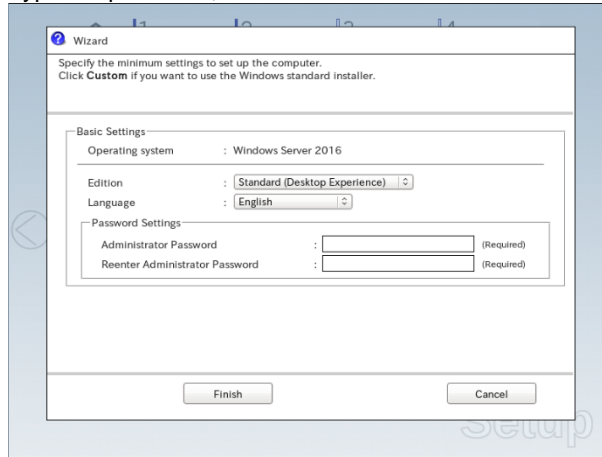 Wizard
Specify the minimum settings to set up the computer.
Click Custom if you want to use the Windows standard installer.
Basic Settings
Operating system : Windows Server 2016
Edition : Standard (Desktop Experience)
Language : English
Password Settings
Administrator Password : (Required)
Reenter Administrator Password : (Required)
Finish Cancel
Setup